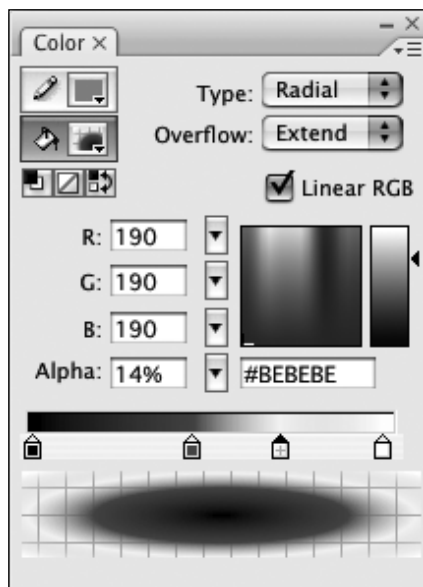 Color ×
Type: Radial
Overflow: Extend
Linear RGB
R: 190
G: 190
B: 190
Alpha: 14% #BEBEBE